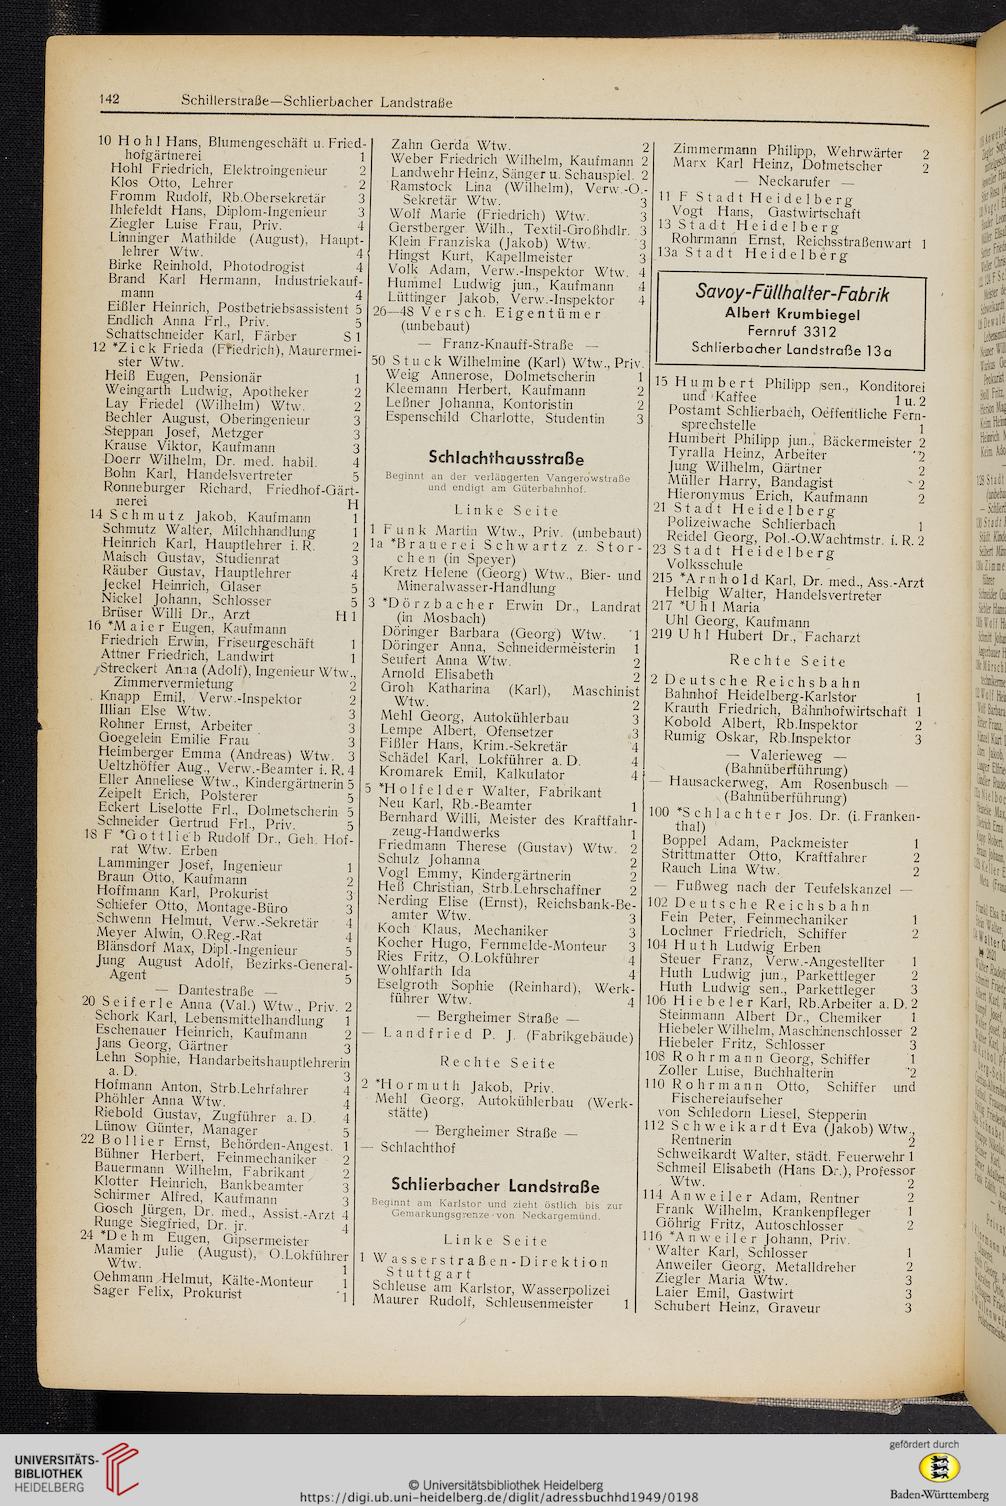 142 Schillerstraße—Schlierbacher Landstraße
10 Hohl Hans, Blumengeschäft u. Fried-
hofgärtnerei 1
Hohl Friedrich, Elektroingenieur 2
Klos Otto, Lehrer 2
Fromm Rudolf, Rb.Obersekretär 3
Ihlefeldt Hans, Diplom-Ingenieur 3
Ziegler Luise Frau, Priv. 4
Linninger Mathilde (August), Haupt-
lehrer Wtw. 4
Birke Reinhold, Photodrogist 4
Brand Karl Hermann, Industriekauf-
mann 4
Eißler Heinrich, Postbetriebsassistent 5
Endlich Anna Frl., Priv. 5
Schattschneider Karl, Färber S 1
12 *Zick Frieda (Friedrich), Maurermei-
ster Wtw.
Heiß Eugen, Pensionär 1
Weingarth Ludwig, Apotheker 2
Lay Friedel (Wilhelm) Wtw. 2
Bechler August, Oberingenieur 3
Steppan Josef, Metzger 3
Krause Viktor, Kaufmann 3
Doerr Wilhelm, Dr. med. habil. 4
Bohn Karl, Handelsvertreter 5
Ronneburger Richard, Friedhof-Gärt-
nerei H
14 Schmutz Jakob, Kaufmann 1
Schmutz Walter, Milchhandlung 1
Heinrich Karl, Hauptlehrer i. R. 2
Maisch Gustav, Studienrat 3
Räuber Gustav, Hauptlehrer 4
Jeckel Heinrich, Glaser 5
Nickel Johann, Schlosser 5
Brüser Willi Dr., Arzt H 1
16 *Maier Eugen, Kaufmann
Friedrich Erwin, Friseurgeschäft 1
Attner Friedrich, Landwirt 1
Streckert Anna (Adolf), Ingenieur Wtw.,
Zimmervermietung 2
Knapp Emil, Verw.-Inspektor 2
Illian Else Wtw. 3
Rohner Ernst, Arbeiter 3
Goegelein Emilie Frau 3
Heimberger Emma (Andreas) Wtw. 3
Ueltzhöffer Aug., Verw.-Beamter i. R. 4
Eller Anneliese Wtw., Kindergärtnerin 5
Zeipelt Erich, Polsterer 5
Eckert Liselotte Frl., Dolmetscherin 5
Schneider Gertrud Frl., Priv. 5
18 F *Gottlieb Rudolf Dr., Geh. Hof-
rat Wtw. Erben
Lamminger Josef, Ingenieur 1
Braun Otto, Kaufmann 2
Hoffmann Karl, Prokurist 3
Schiefer Otto, Montage-Büro 3
Schwenn Helmut, Verw.-Sekretär 4
Meyer Alwin, O.Reg.-Rat 4
Blänsdorf Max, Dipl.-Ingenieur 5
Jung August Adolf, Bezirks-General-
Agent 5
— Dantestraße —
20 Seiferle Anna (Val.) Wtw., Priv. 2
Schork Karl, Lebensmittelhandlung 1
Eschenauer Heinrich, Kaufmann 2
Jans Georg, Gärtner 3
Lehn Sophie, Handarbeitshauptlehrerin
a. D. 3
Hofmann Anton, Strb.Lehrfahrer 4
Phöhler Anna Wtw. 4
Riebold Gustav, Zugführer a. D. 4
Lünow Günter, Manager 5
22 Bollier Ernst, Behörden-Angest. 1
Bühner Herbert, Feinmechaniker 2
Bauermann Wilhelm, Fabrikant 2
Klotter Heinrich, Bankbeamter 3
Schirmer Alfred, Kaufmann 3
Gosch Jürgen, Dr. med., Assist.-Arzt 4
Runge Siegfried, Dr. jr. 4
24 *Dehm Eugen, Gipsermeister
Mamier Julie (August), O.Lokführer
Wtw. 1
Oehmann Helmut, Kälte-Monteur 1
Sager Felix, Prokurist 1
Zahn Gerda Wtw. 2
Weber Friedrich Wilhelm, Kaufmann 2
Landwehr Heinz, Sänger u. Schauspiel. 2
Ramstock Lina (Wilhelm), Verw.-O.-
Sekretär Wtw. 3
Wolf Marie (Friedrich) Wtw. 3
Gerstberger Wilh., Textil-Großhdlr. 3
Klein Franziska (Jakob) Wtw. 3
Hingst Kurt, Kapellmeister 3
Volk Adam, Verw.-Inspektor Wtw. 4
Hummel Ludwig jun., Kaufmann 4
Lüttinger Jakob, Verw.-Inspektor 4
26—48 Versch. Eigentümer
(unbebaut)
— Franz-Knauff-Straße —
50 Stuck Wilhelmine (Karl) Wtw., Priv.
Weig Annerose, Dolmetscherin 1
Kleemann Herbert, Kaufmann 2
Leßner Johanna, Kontoristin 2
Espenschild Charlotte, Studentin 3
Schlachthausstraße
Beginnt an der verlängerten Vangerowstraße
und endigt am Güterbahnhof.
Linke Seite
1 Funk Martin Wtw., Priv. (unbebaut)
1a *Brauerei Schwartz z. Stor-
chen (in Speyer)
Kretz Helene (Georg) Wtw., Bier- und
Mineralwasser-Handlung
3 *Dörzbacher Erwin Dr., Landrat
(in Mosbach)
Döringer Barbara (Georg) Wtw. 1
Döringer Anna, Schneidermeisterin 1
Seufert Anna Wtw. 2
Arnold Elisabeth 2
Groh Katharina (Karl), Maschinist
Wtw. 2
Mehl Georg, Autokühlerbau 3
Lempe Albert, Ofensetzer 3
Fißler Hans, Krim.-Sekretär 4
Schädel Karl, Lokführer a. D. 4
Kromarek Emil, Kalkulator 4
5 *Holfelder Walter, Fabrikant
Neu Karl, Rb.-Beamter 1
Bernhard Willi, Meister des Kraftfahr-
zeug-Handwerks 1
Friedmann Therese (Gustav) Wtw. 2
Schulz Johanna 2
Vogl Emmy, Kindergärtnerin 2
Heß Christian, Strb.Lehrschaffner 2
Nerding Elise (Ernst), Reichsbank-Be-
amter Wtw. 3
Koch Klaus, Mechaniker 3
Kocher Hugo, Fernmelde-Monteur 3
Ries Fritz, O.Lokführer 4
Wohlfarth Ida 4
Eselgroth Sophie (Reinhard), Werk-
führer Wtw. 4
— Bergheimer Straße —
— Landfried P. J. (Fabrikgebäude)
Rechte Seite
2 *Hormuth Jakob, Priv.
Mehl Georg, Autokühlerbau (Werk-
stätte)
— Bergheimer Straße —
— Schlachthof
Schlierbacher Landstraße
Beginnt am Karlstor und zieht östlich bis zur
Gemarkungsgrenze von Neckargemünd.
Linke Seite
1 Wasserstraßen-Direktion
Stuttgart
Schleuse am Karlstor, Wasserpolizei
Maurer Rudolf, Schleusenmeister 1
Zimmermann Philipp, Wehrwärter 2
Marx Karl Heinz, Dolmetscher 2
— Neckarufer —
11 F Stadt Heidelberg
Vogt Hans, Gastwirtschaft
13 Stadt Heidelberg
Rohrmann Ernst, Reichsstraßenwart 1
13a Stadt Heidelberg
Savoy-Füllhalter-Fabrik
Albert Krumbiegel
Fernruf 3312
Schlierbacher Landstraße 13a
15 Humbert Philipp sen., Konditorei
und Kaffee 1 u. 2
Postamt Schlierbach, Oeffentliche Fern-
sprechstelle 1
Humbert Philipp jun., Bäckermeister 2
Tyralla Heinz, Arbeiter 2
Jung Wilhelm, Gärtner 2
Müller Harry, Bandagist 2
Hieronymus Erich, Kaufmann 2
21 Stadt Heidelberg
Polizeiwache Schlierbach 1
Reidel Georg, Pol.-O.Wachtmstr. i. R. 2
23 Stadt Heidelberg
Volksschule
215 *Arnhold Karl, Dr. med., Ass.-Arzt
Helbig Walter, Handelsvertreter
217 *Uhl Maria
Uhl Georg, Kaufmann
219 Uhl Hubert Dr., Facharzt
Rechte Seite
2 Deutsche Reichsbahn
Bahnhof Heidelberg-Karlstor 1
Krauth Friedrich, Bahnhofwirtschaft 1
Kobold Albert, Rb.Inspektor 2
Rumig Oskar, Rb.Inspektor 3
— Valerieweg —
(Bahnüberführung)
— Hausackerweg, Am Rosenbusch —
(Bahnüberführung)
100 *Schlachter Jos. Dr. (i. Franken-
thal)
Boppel Adam, Packmeister 1
Strittmatter Otto, Kraftfahrer 2
Rauch Lina Wtw. 2
— Fußweg nach der Teufelskanzel —
102 Deutsche Reichsbahn
Fein Peter, Feinmechaniker 1
Lochner Friedrich, Schiffer 2
104 Huth Ludwig Erben
Steuer Franz, Verw.-Angestellter 1
Huth Ludwig jun., Parkettleger 2
Huth Ludwig sen., Parkettleger 3
106 Hiebeler Karl, Rb.Arbeiter a. D. 2
Steinmann Albert Dr., Chemiker 1
Hiebeler Wilhelm, Maschinenschlosser 2
Hiebeler Fritz, Schlosser 3
108 Rohrmann Georg, Schiffer 1
Zoller Luise, Buchhalterin 2
110 Rohrmann Otto, Schiffer und
Fischereiaufseher
von Schledorn Liesel, Stepperin
112 Schweikardt Eva (Jakob) Wtw.,
Rentnerin 2
Schweikardt Walter, städt. Feuerwehr 1
Schmeil Elisabeth (Hans Dr.), Professor
Wtw. 2
114 Anweiler Adam, Rentner 2
Frank Wilhelm, Krankenpfleger 1
Göhrig Fritz, Autoschlosser 2
116 *Anweiler Johann, Priv.
Walter Karl, Schlosser 1
Anweiler Georg, Metalldreher 2
Ziegler Maria Wtw. 3
Laier Emil, Gastwirt 3
Schubert Heinz, Graveur 3
UNIVERSITÄTS-
BIBLIOTHEK
HEIDELBERG
© Universitätsbibliothek Heidelberg
https://digi.ub.uni-heidelberg.de/diglit/adressbuchhd1949/0198
gefördert durch
Baden-Württemberg